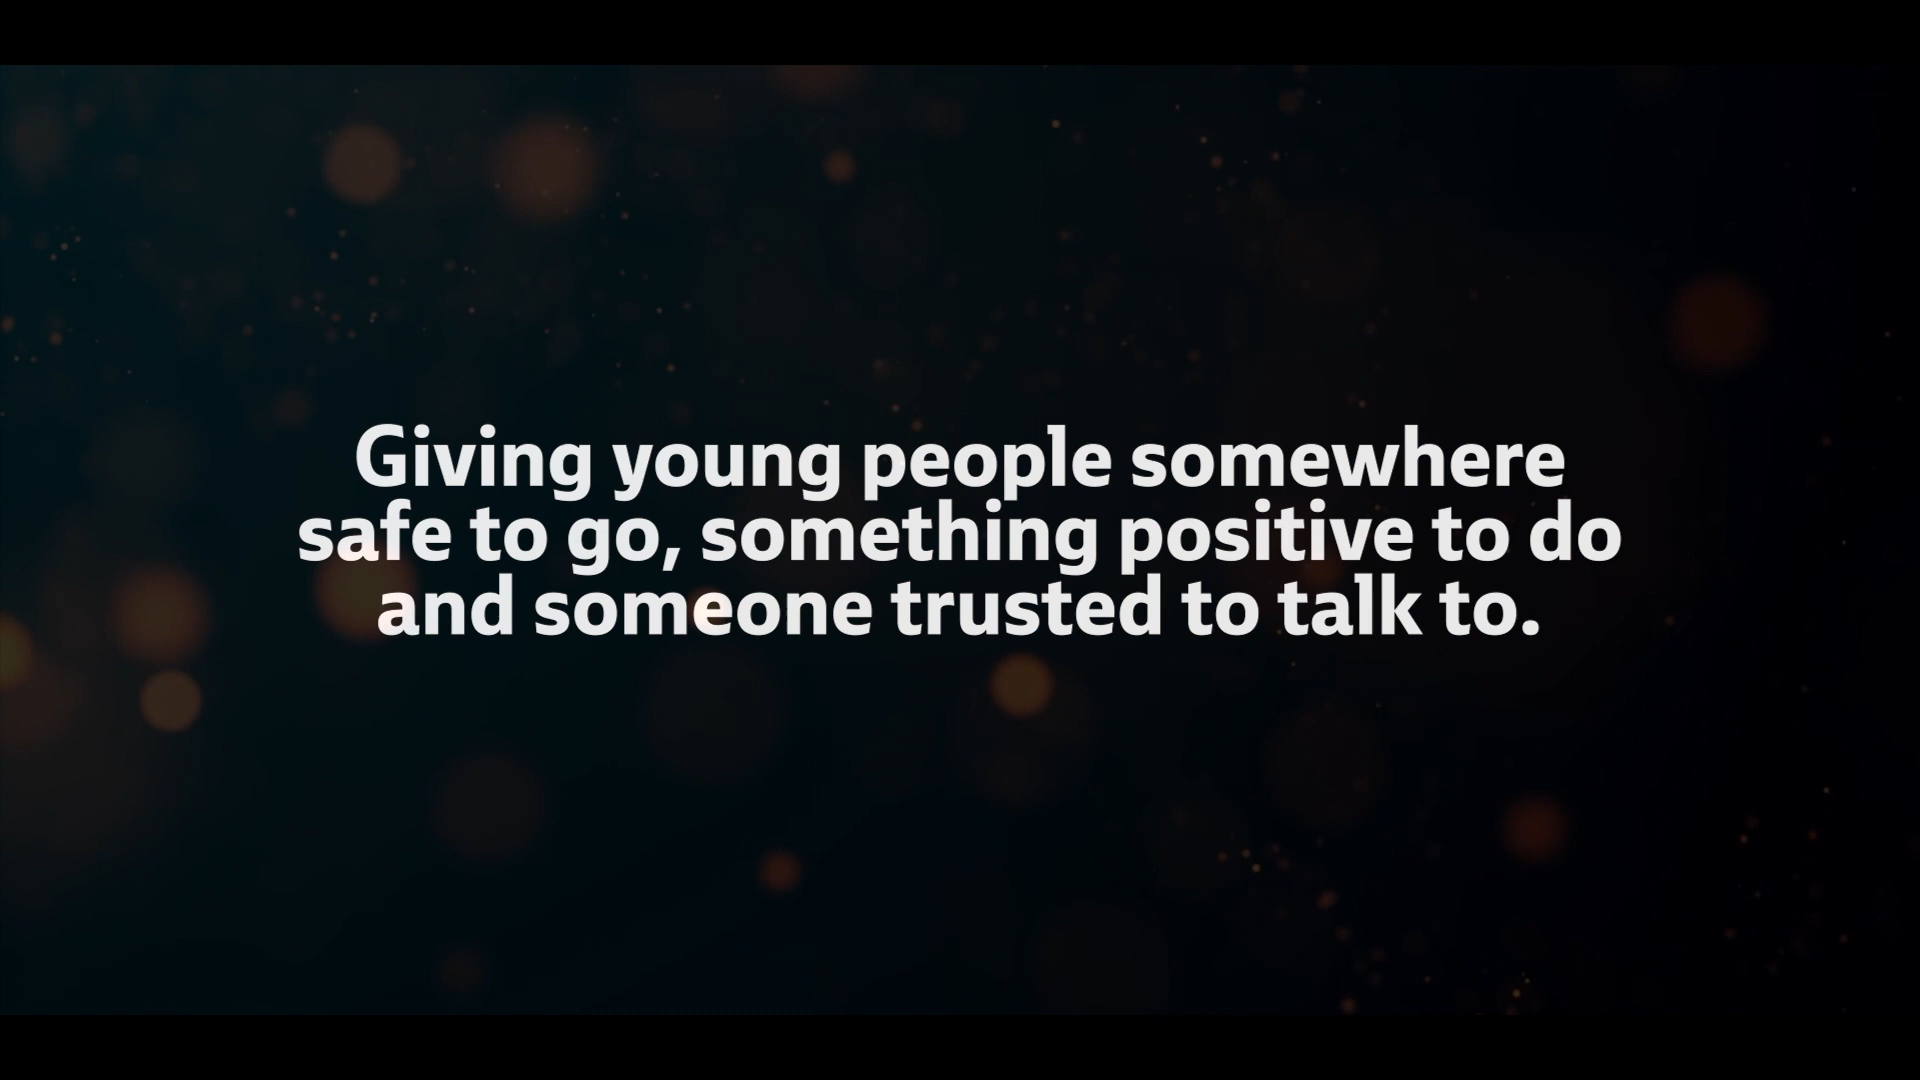 Giving young people somewhere
safe to go, something positive to do
and someone trusted to talk to.